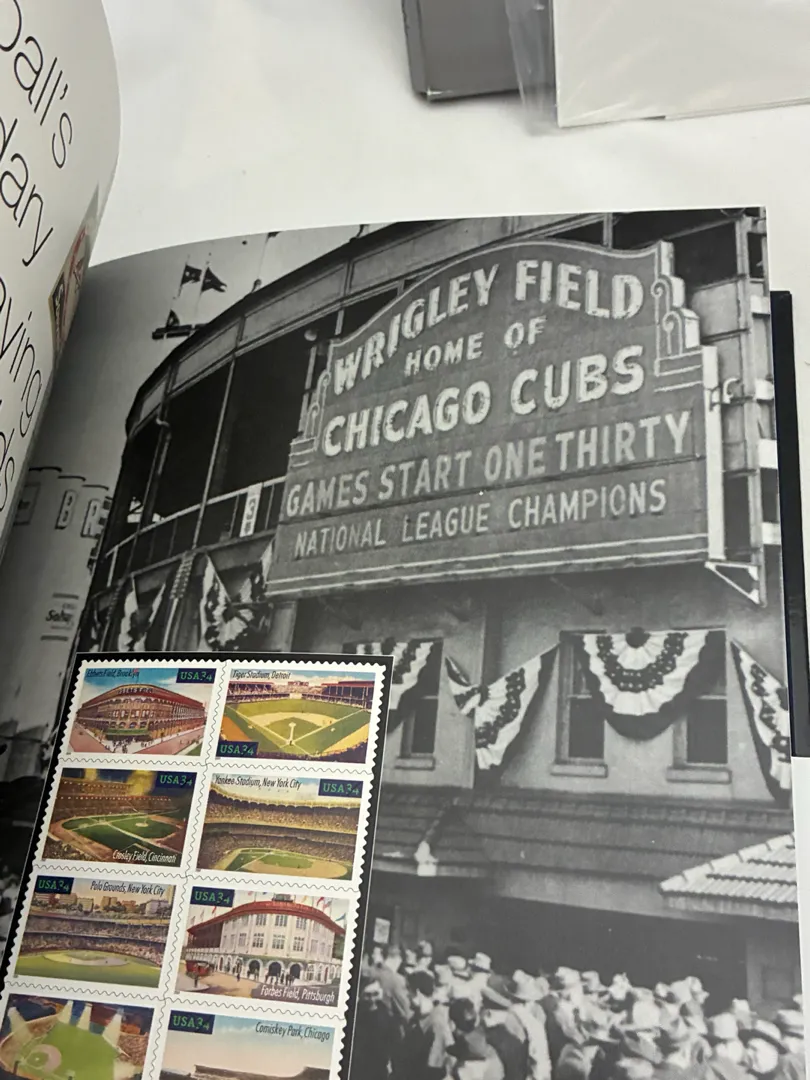 ball's
WRIGLEY FIELD
HOME OF
CHICAGO CUBS
GAMES START ONE THIRTY
NATIONAL LEAGUE CHAMPIONS
Ebbets Field, Brooklyn
USA34
Tiger Stadium, Detroit
USA34
USA34
Crosley Field, Cincinnati
Yankee Stadium, New York City
USA34
USA34
Polo Grounds, New York City
USA34
Forbes Field, Pittsburgh
USA34
Comiskey Park, Chicago